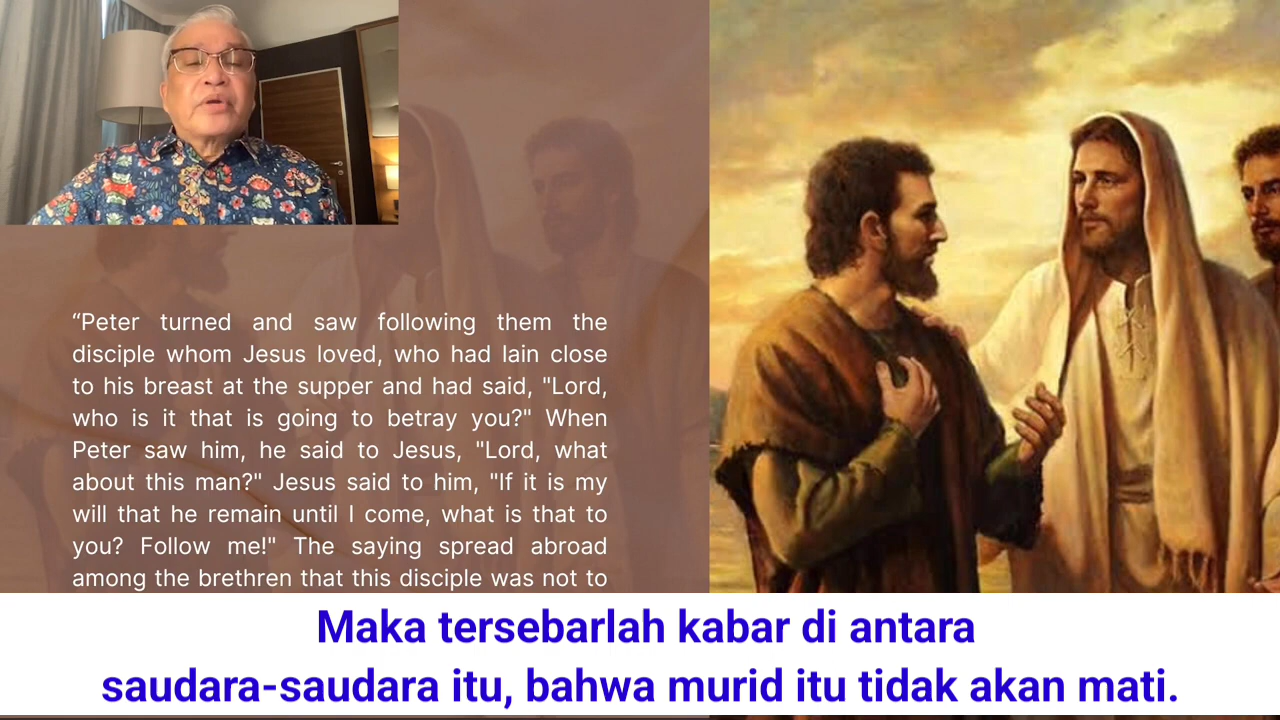 “Peter turned and saw following them the
disciple whom Jesus loved, who had lain close
to his breast at the supper and had said, "Lord,
who is it that is going to betray you?" When
Peter saw him, he said to Jesus, "Lord, what
about this man?" Jesus said to him, "If it is my
will that he remain until I come, what is that to
you? Follow me!" The saying spread abroad
among the brethren that this disciple was not to
Maka tersebarlah kabar di antara
saudara-saudara itu, bahwa murid itu tidak akan mati.